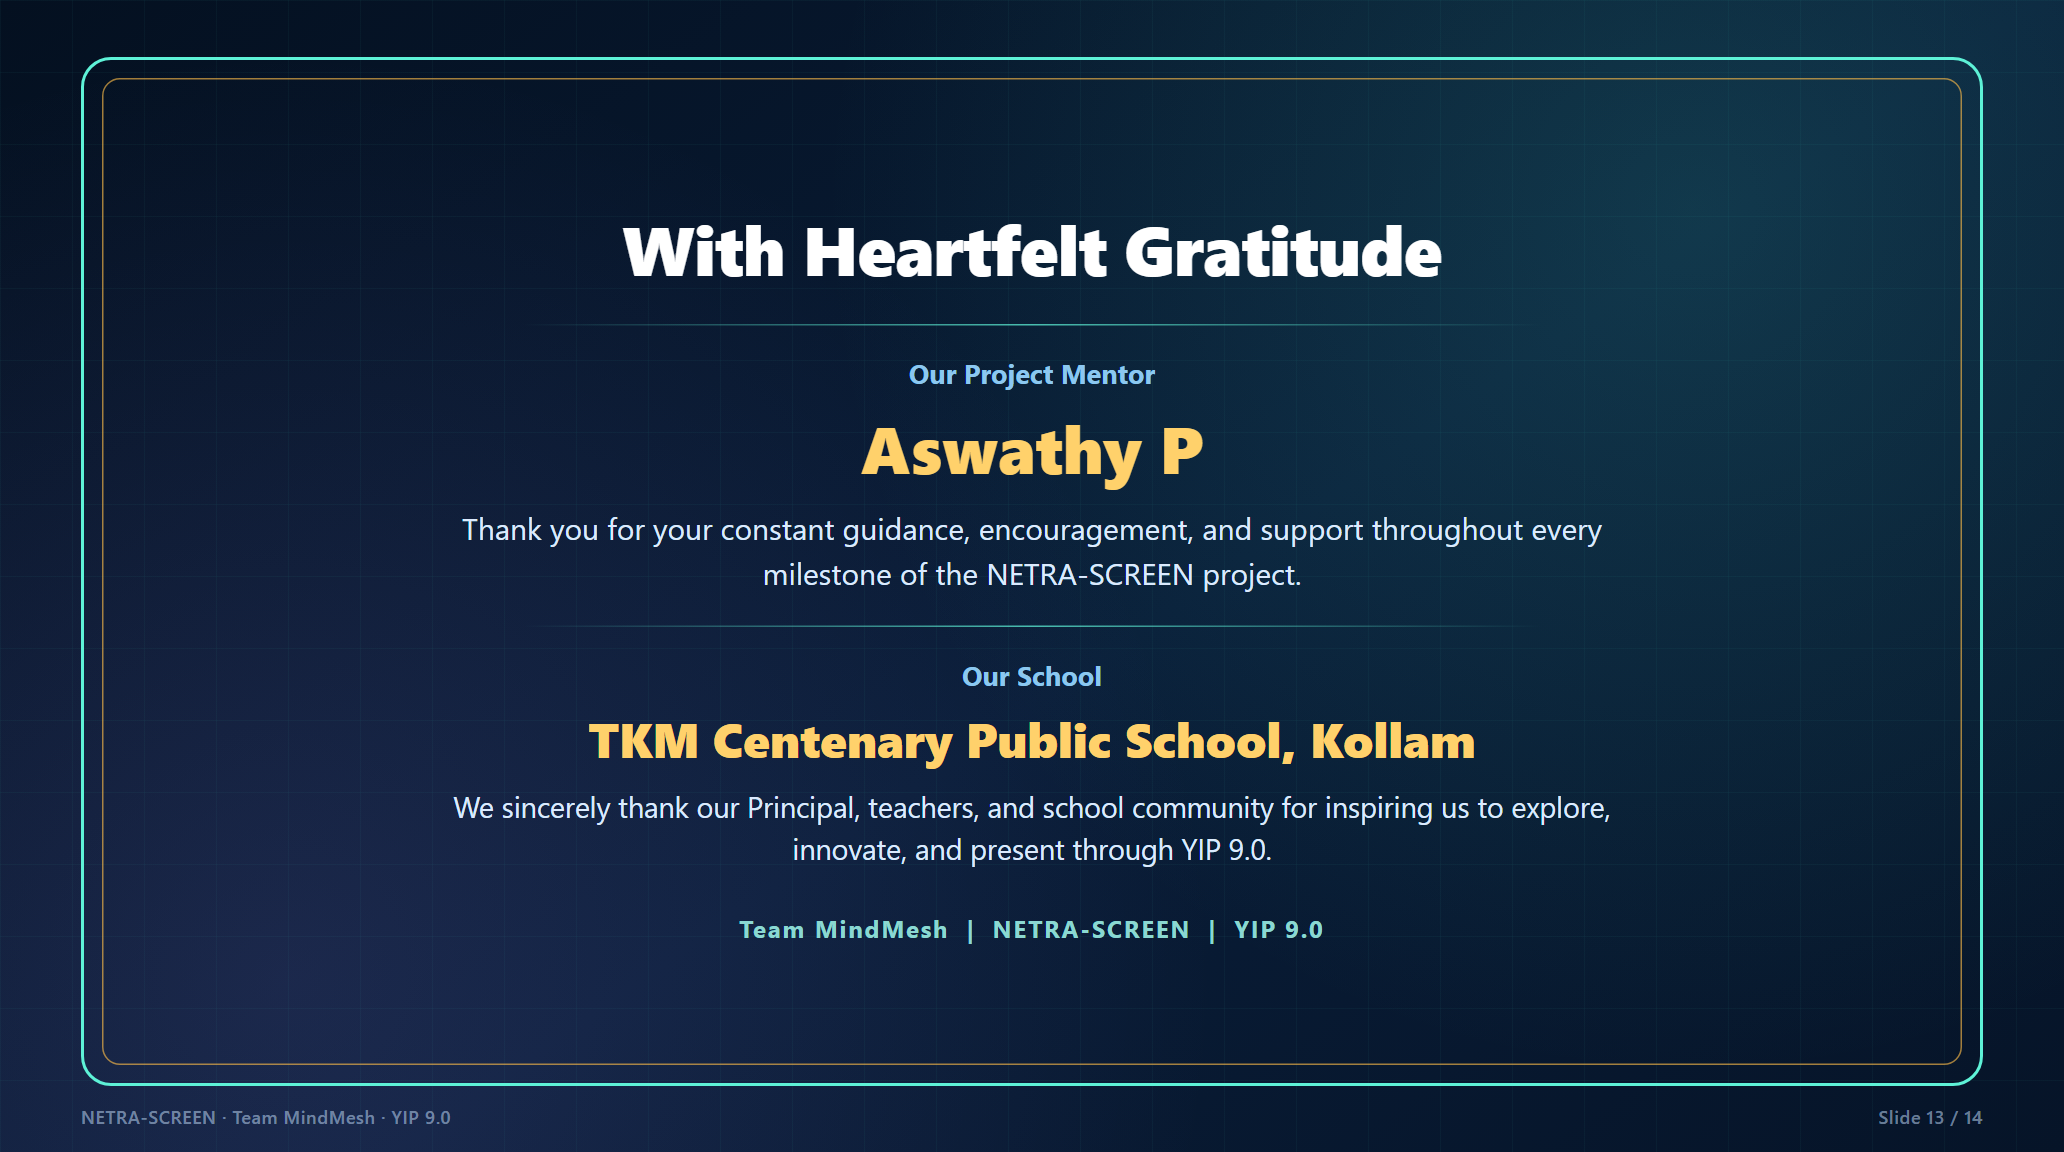 With Heartfelt Gratitude
Our Project Mentor
Aswathy P
Thank you for your constant guidance, encouragement, and support throughout every
milestone of the NETRA-SCREEN project.
Our School
TKM Centenary Public School, Kollam
We sincerely thank our Principal, teachers, and school community for inspiring us to explore,
innovate, and present through YIP 9.0.
Team MindMesh | NETRA-SCREEN | YIP 9.0
NETRA-SCREEN · Team MindMesh · YIP 9.0
Slide 13 / 14